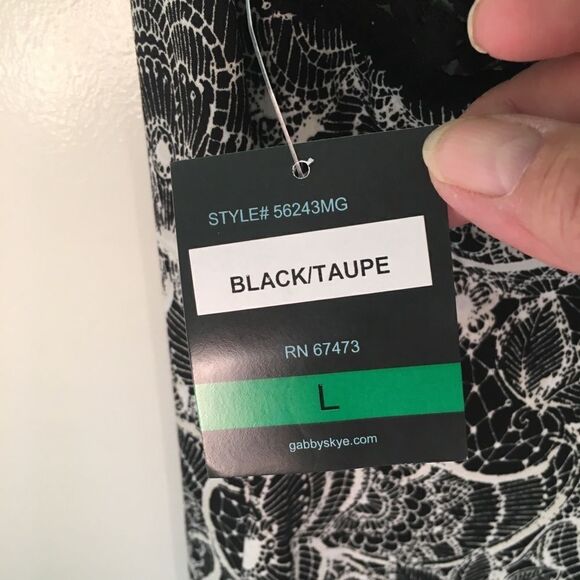 STYLE# 56243MG
BLACK/TAUPE
RN 67473
L
gabbyskye.com